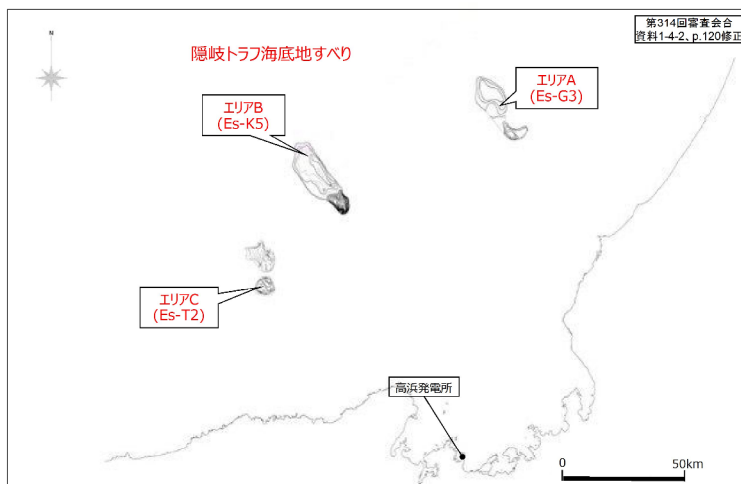 第314回審査会合
資料1-4-2、p.120修正
N
隠岐トラフ海底地すべり
エリアA
(Es-G3)
エリアB
(Es-K5)
エリアC
(Es-T2)
高浜発電所
0 50km